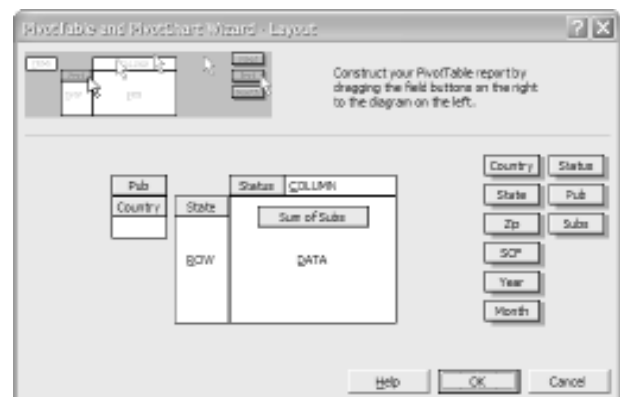 PivotTable and PivotChart Wizard - Layout
Construct your PivotTable report by
dragging the field buttons on the right
to the diagram on the left.
Pub
Country
State
Status COLUMN
Sum of Subs
ROW
DATA
Country Status
State Pub
Zip Subs
SCF
Year
Month
Help OK Cancel